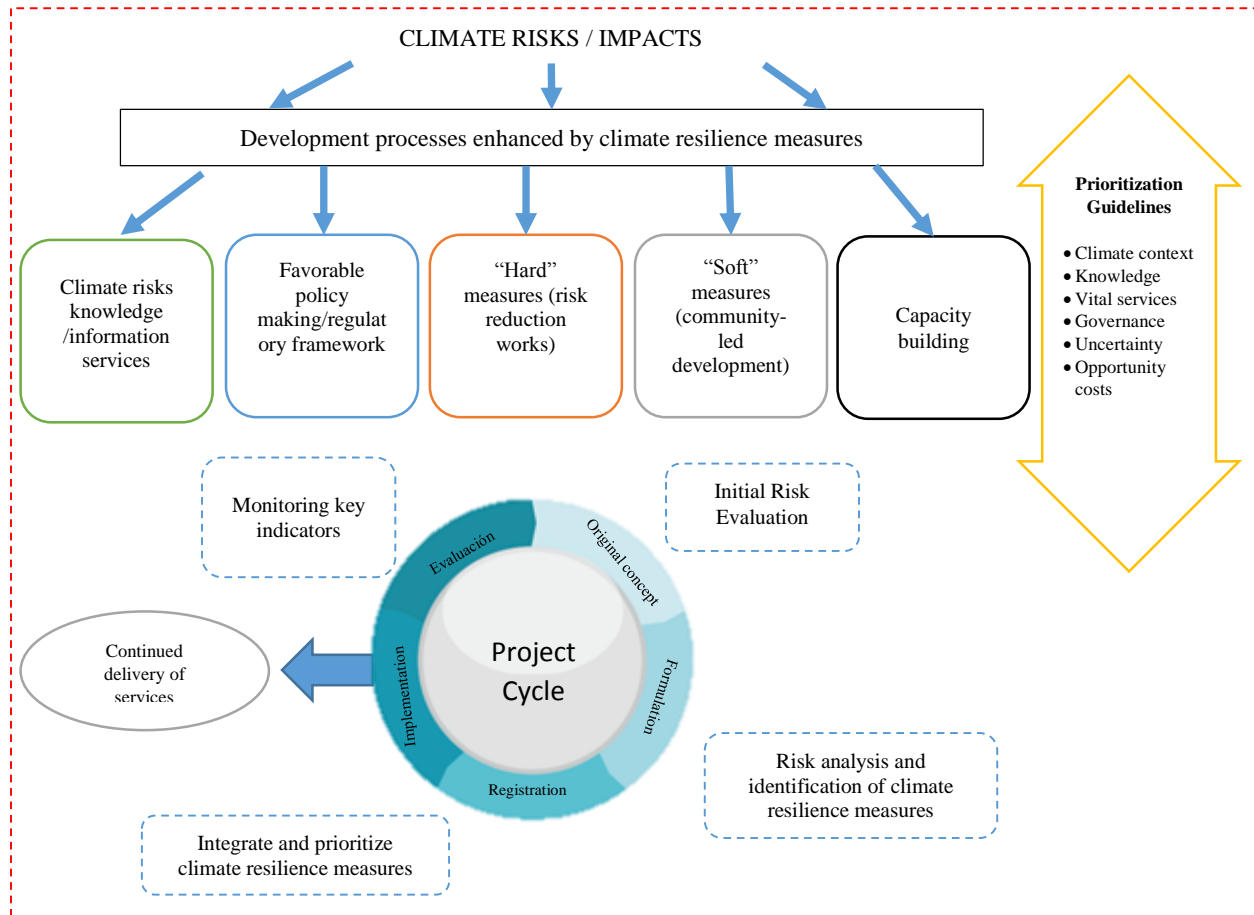 CLIMATE RISKS / IMPACTS
Development processes enhanced by climate resilience measures
Climate risks
knowledge
/information
services
Favorable
policy
making/regulat
ory framework
“Hard”
measures (risk
reduction
works)
“Soft”
measures
(community-
led
development)
Capacity
building
Prioritization
Guidelines
• Climate context
• Knowledge
• Vital services
• Governance
• Uncertainty
• Opportunity
costs
Monitoring key
indicators
Initial Risk
Evaluation
Evaluación
Original concept
Formulation
Registration
Implementation
Project
Cycle
Continued
delivery of
services
Risk analysis and
identification of climate
resilience measures
Integrate and prioritize
climate resilience measures